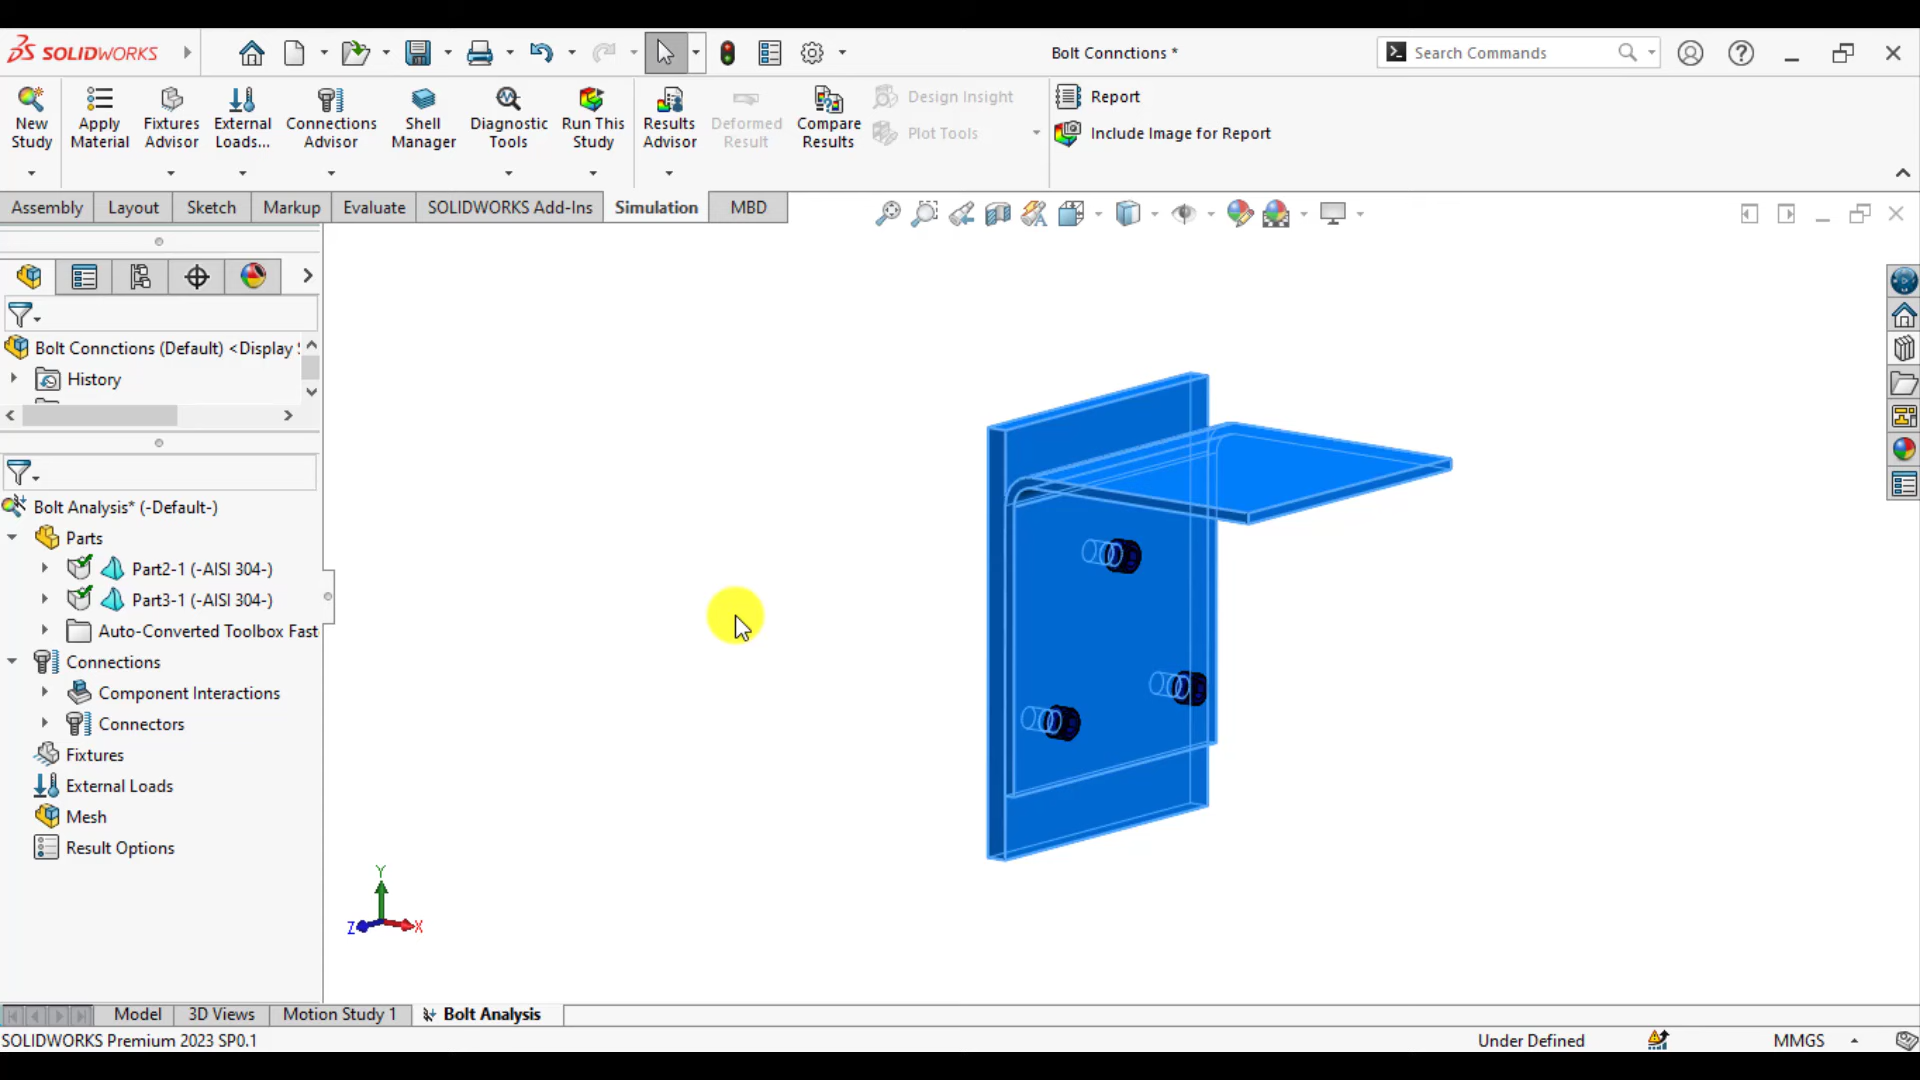 SOLIDWORKS
Bolt Connctions *
Search Commands
New Study
Apply Material
Fixtures Advisor
External Loads...
Connections Advisor
Shell Manager
Diagnostic Tools
Run This Study
Results Advisor
Deformed Result
Compare Results
Design Insight
Plot Tools
Report
Include Image for Report
Assembly
Layout
Sketch
Markup
Evaluate
SOLIDWORKS Add-Ins
Simulation
MBD
Bolt Connctions (Default) <Display
History
Bolt Analysis* (-Default-)
Parts
Part2-1 (-AISI 304-)
Part3-1 (-AISI 304-)
Auto-Converted Toolbox Fast
Connections
Component Interactions
Connectors
Fixtures
External Loads
Mesh
Result Options
Y
Z
X
Model
3D Views
Motion Study 1
Bolt Analysis
SOLIDWORKS Premium 2023 SP0.1
Under Defined
MMGS